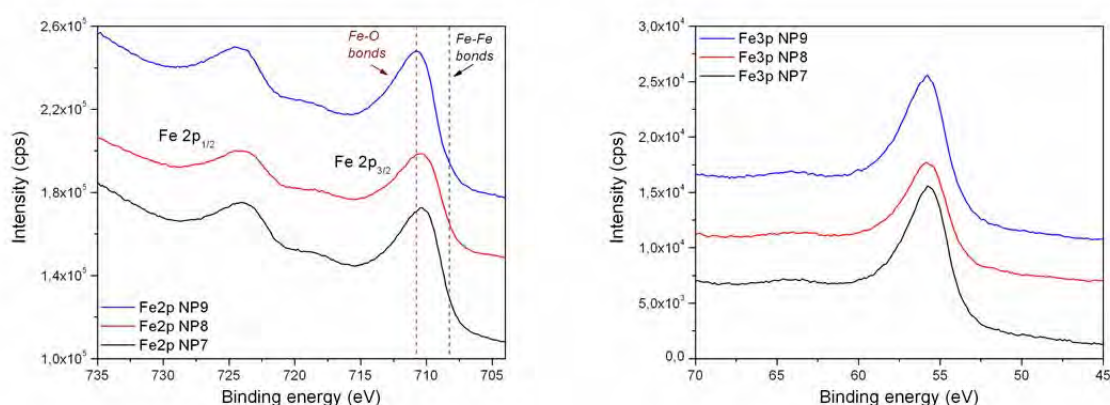 2,6x10⁵
2,2x10⁵
1,8x10⁵
1,4x10⁵
1,0x10⁵
Intensity (cps)
Fe-O
bonds
Fe-Fe
bonds
Fe 2p1/2
Fe 2p3/2
Fe2p NP9
Fe2p NP8
Fe2p NP7
735 730 725 720 715 710 705
Binding energy (eV)
3,0x10⁴
2,5x10⁴
2,0x10⁴
1,5x10⁴
1,0x10⁴
5,0x10³
0,0
Intensity (cps)
Fe3p NP9
Fe3p NP8
Fe3p NP7
70 65 60 55 50 45
Binding energy (eV)